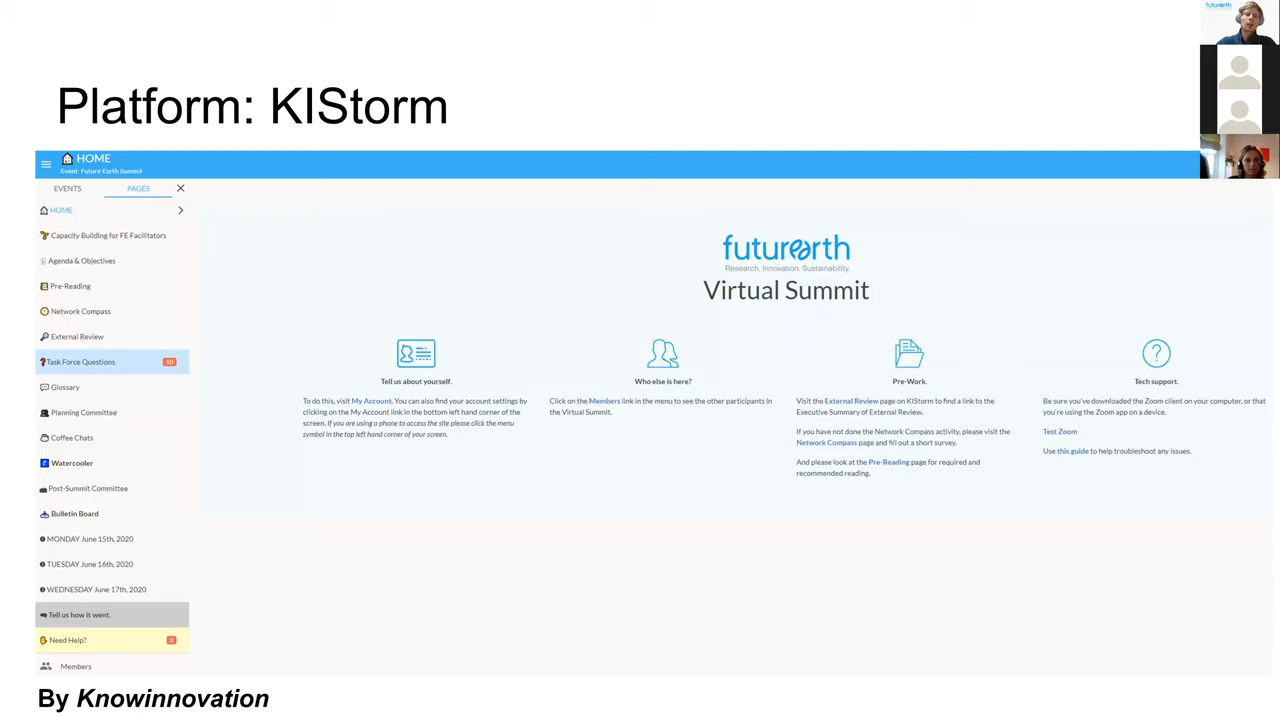 futurearth
Platform: KIStorm
HOME
Event: Future Earth Summit
EVENTS
PAGES
HOME
Capacity Building for FE Facilitators
Agenda & Objectives
Pre-Reading
Network Compass
External Review
Task Force Questions 10
Glossary
Planning Committee
Coffee Chats
Watercooler
Post-Summit Committee
Bulletin Board
MONDAY June 15th, 2020
TUESDAY June 16th, 2020
WEDNESDAY June 17th, 2020
Tell us how it went.
Need Help? 2
Members
futurearth
Research. Innovation. Sustainability.
Virtual Summit
Tell us about yourself.
To do this, visit My Account. You can also find your account settings by
clicking on the My Account link in the bottom left hand corner of the
screen. If you are using a phone to access the site please click the menu
symbol in the top left hand corner of your screen.
Who else is here?
Click on the Members link in the menu to see the other participants in
the Virtual Summit.
Pre-Work.
Visit the External Review page on KIStorm to find a link to the
Executive Summary of External Review.
If you have not done the Network Compass activity, please visit the
Network Compass page and fill out a short survey.
And please look at the Pre-Reading page for required and
recommended reading.
Tech support.
Be sure you've downloaded the Zoom client on your computer, or that
you're using the Zoom app on a device.
Test Zoom
Use this guide to help troubleshoot any issues.
By Knowinnovation